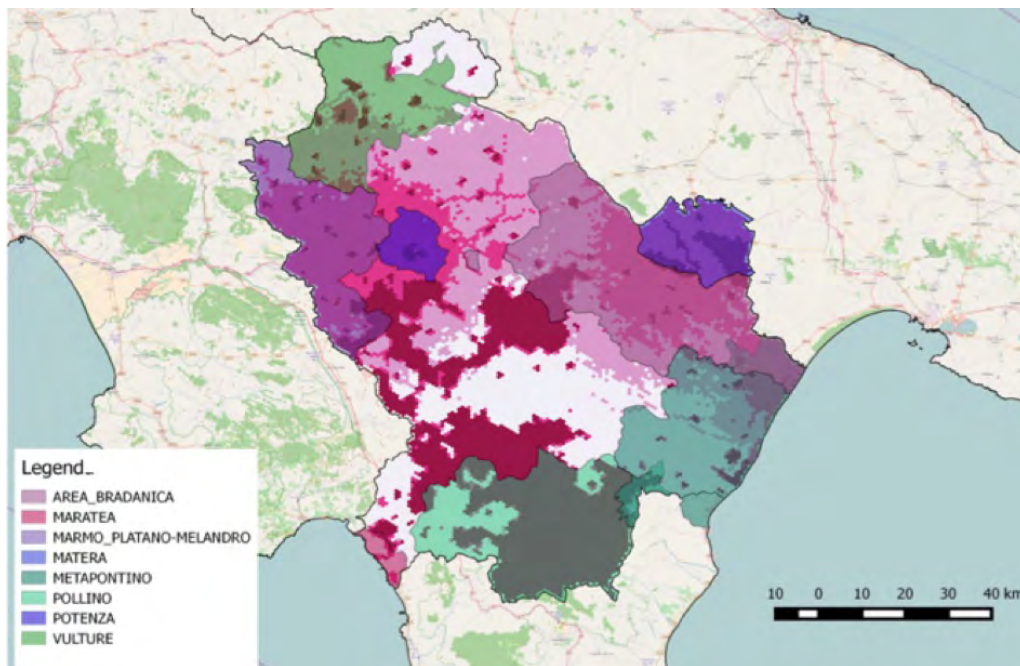 Legend_
AREA_BRADANICA
MARATEA
MARMO_PLATANO-MELANDRO
MATERA
METAPONTINO
POLLINO
POTENZA
VULTURE
10 0 10 20 30 40 km